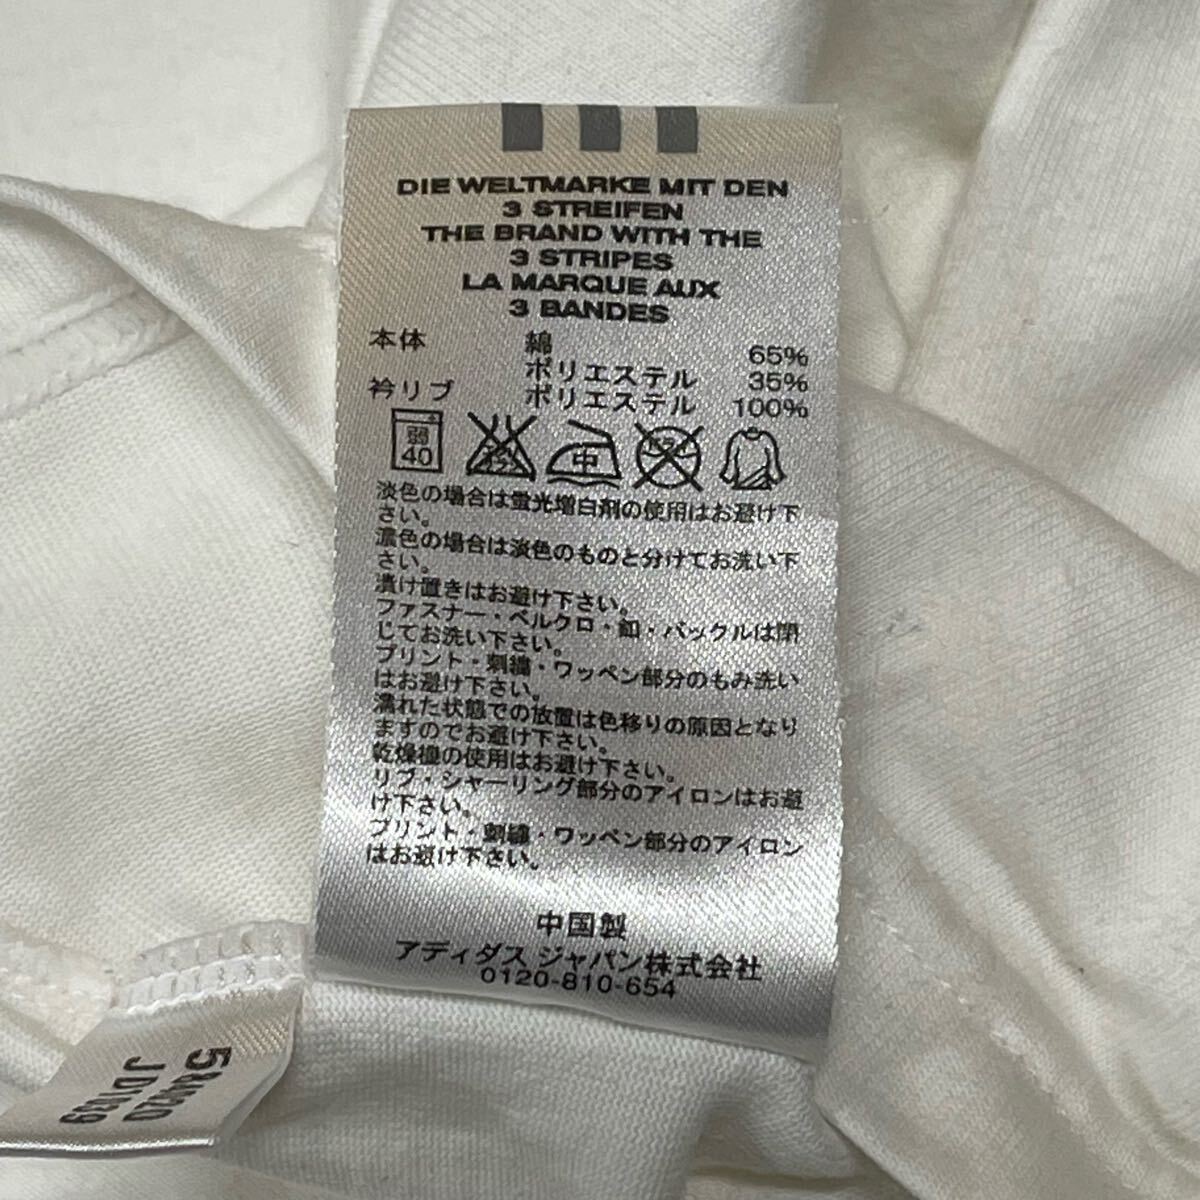 DIE WELTMARKE MIT DEN
3 STREIFEN
THE BRAND WITH THE
3 STRIPES
LA MARQUE AUX
3 BANDES
本体 綿 65%
ポリエステル 35%
衿リブ ポリエステル 100%
弱
40
中
淡色の場合は蛍光増白剤の使用はお避け下
さい。
濃色の場合は淡色のものと分けてお洗い下
さい。
漬け置きはお避け下さい。
ファスナー・ベルクロ・釦・バックルは閉
じてお洗い下さい。
プリント・刺繍・ワッペン部分のもみ洗い
はお避け下さい。
濡れた状態での放置は色移りの原因となり
ますのでお避け下さい。
乾燥機の使用はお避け下さい。
リブ・シャーリング部分のアイロンはお避
け下さい。
プリント・刺繍・ワッペン部分のアイロン
はお避け下さい。
中国製
アディダス ジャパン株式会社
0120-810-654
JD1039